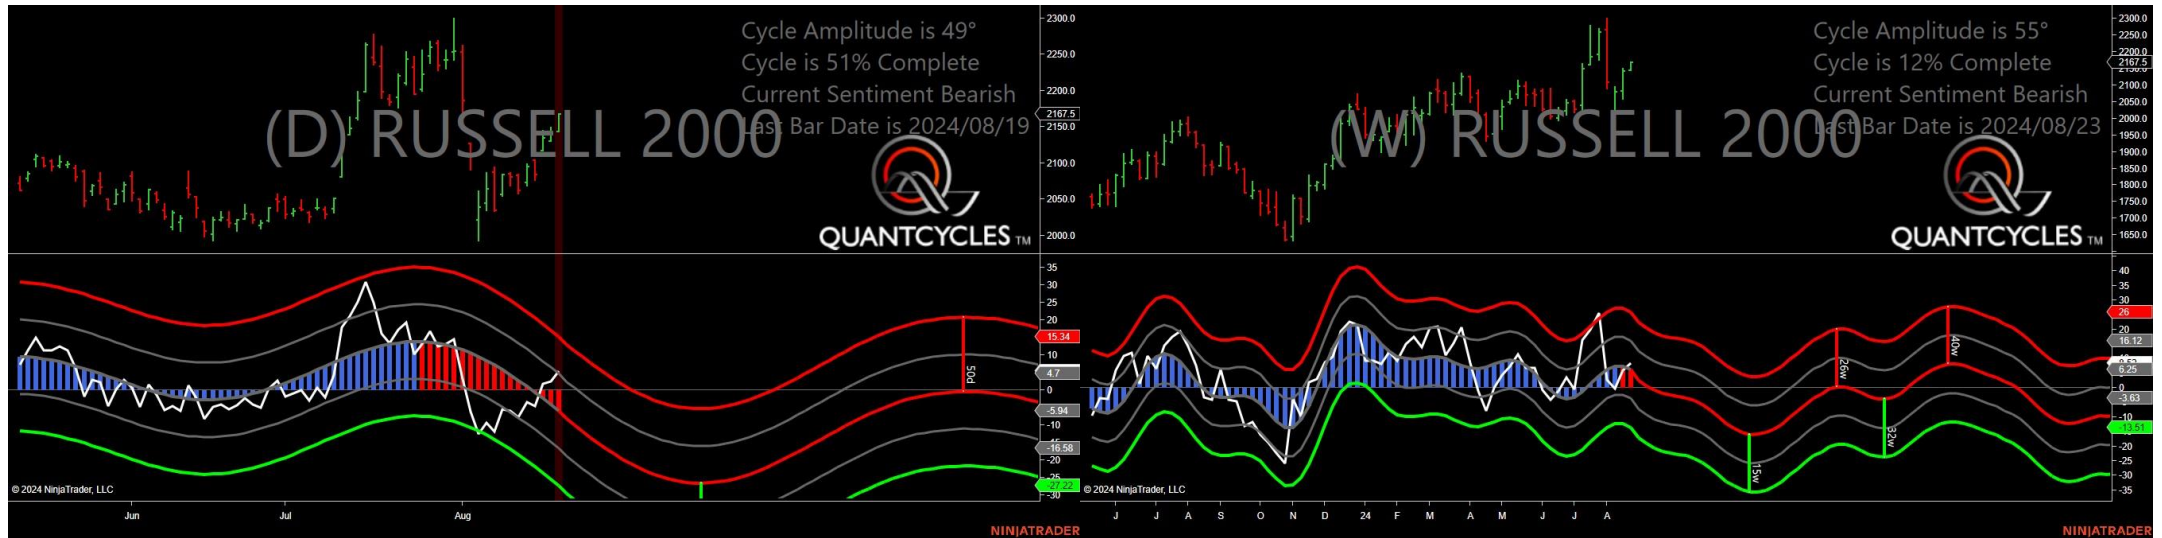 Cycle Amplitude is 49°
Cycle is 51% Complete
Current Sentiment Bearish
Last Bar Date is 2024/08/19
(D) RUSSELL 2000
QUANTCYCLES TM
2300.0
2250.0
2200.0
2167.5
2150.0
2100.0
2050.0
2000.0
35
30
25
20
15.34
10
4.7
0
-5.94
-10
-16.58
-20
-25
-27.22
-30
50d
© 2024 NinjaTrader, LLC
Jun Jul Aug
NINJATRADER
Cycle Amplitude is 55°
Cycle is 12% Complete
Current Sentiment Bearish
Last Bar Date is 2024/08/23
(W) RUSSELL 2000
QUANTCYCLES TM
2300.0
2250.0
2200.0
2167.5
2100.0
2050.0
2000.0
1950.0
1900.0
1850.0
1800.0
1750.0
1700.0
1650.0
40
35
30
26
20
16.12
6.25
0
-3.63
-10
-13.51
-20
-25
-30
-35
15w
26w
32w
40w
© 2024 NinjaTrader, LLC
J J A S O N D 24 F M A M J J A
NINJATRADER